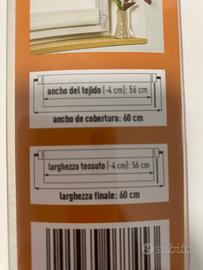 ancho del tejido (-4 cm): 56 cm
ancho de cobertura: 60 cm
larghezza tessuto (-4 cm): 56 cm
larghezza finale: 60 cm
subito